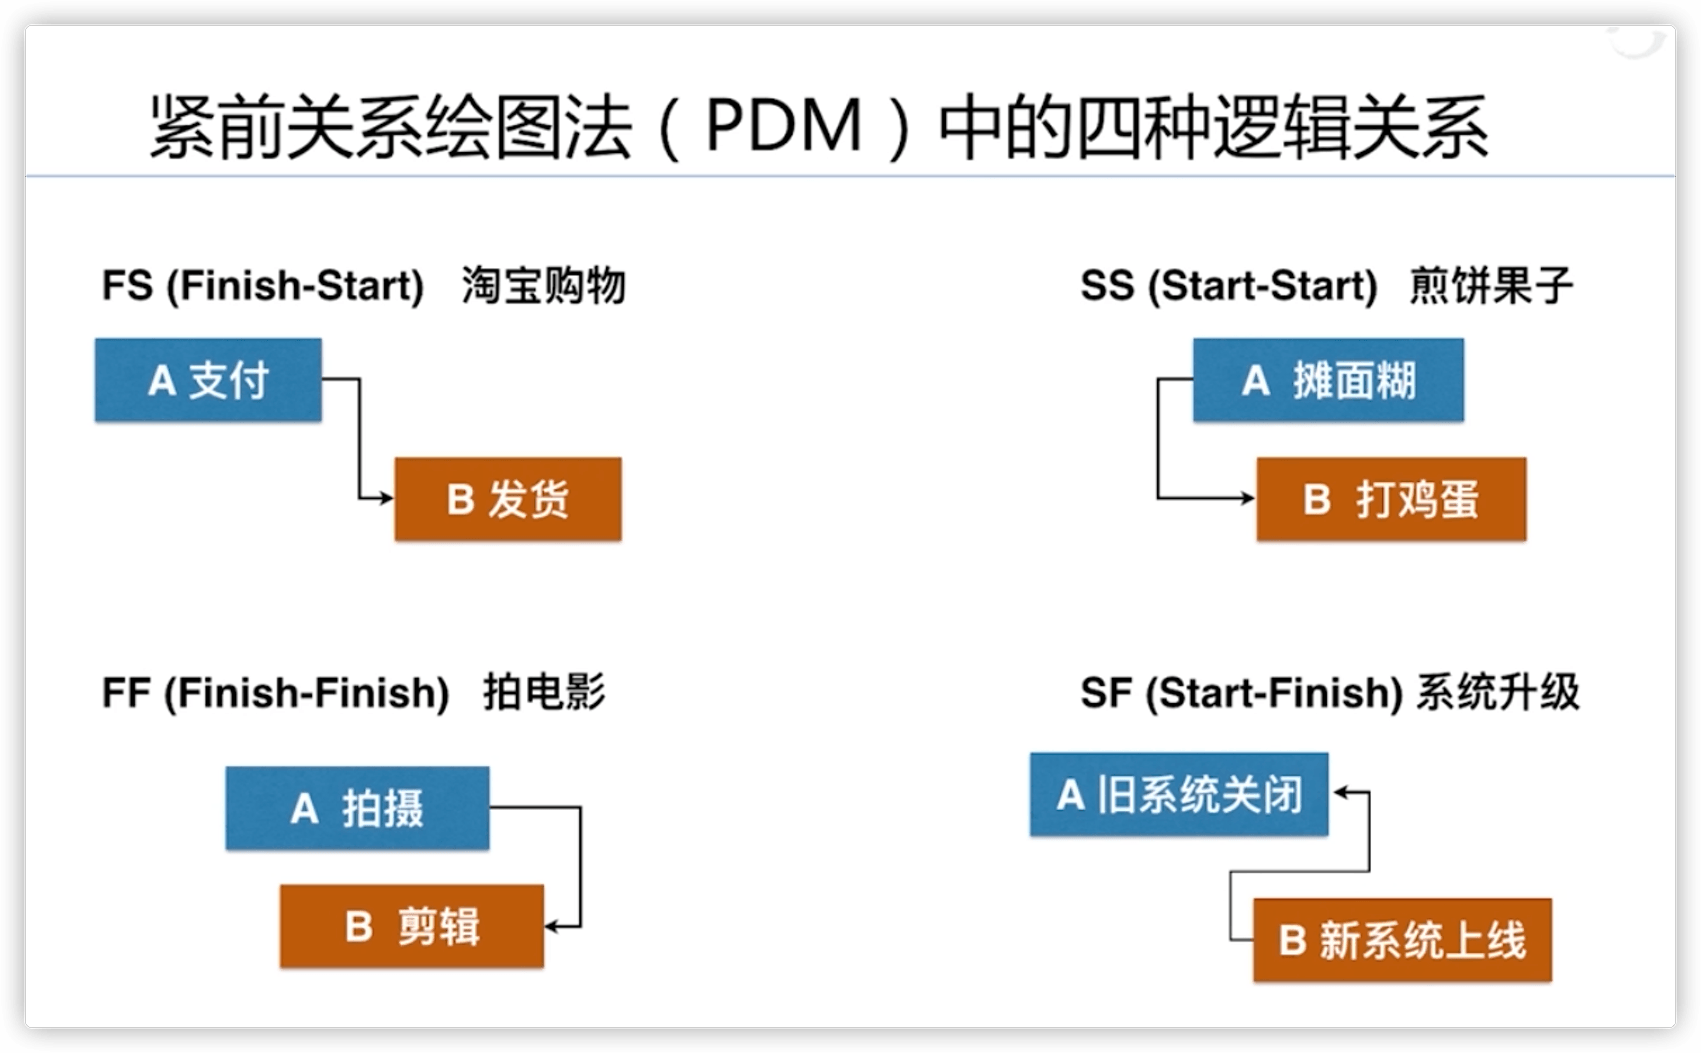 紧前关系绘图法（PDM）中的四种逻辑关系
FS (Finish-Start) 淘宝购物
A 支付
B 发货
SS (Start-Start) 煎饼果子
A 摊面糊
B 打鸡蛋
FF (Finish-Finish) 拍电影
A 拍摄
B 剪辑
SF (Start-Finish) 系统升级
A 旧系统关闭
B 新系统上线